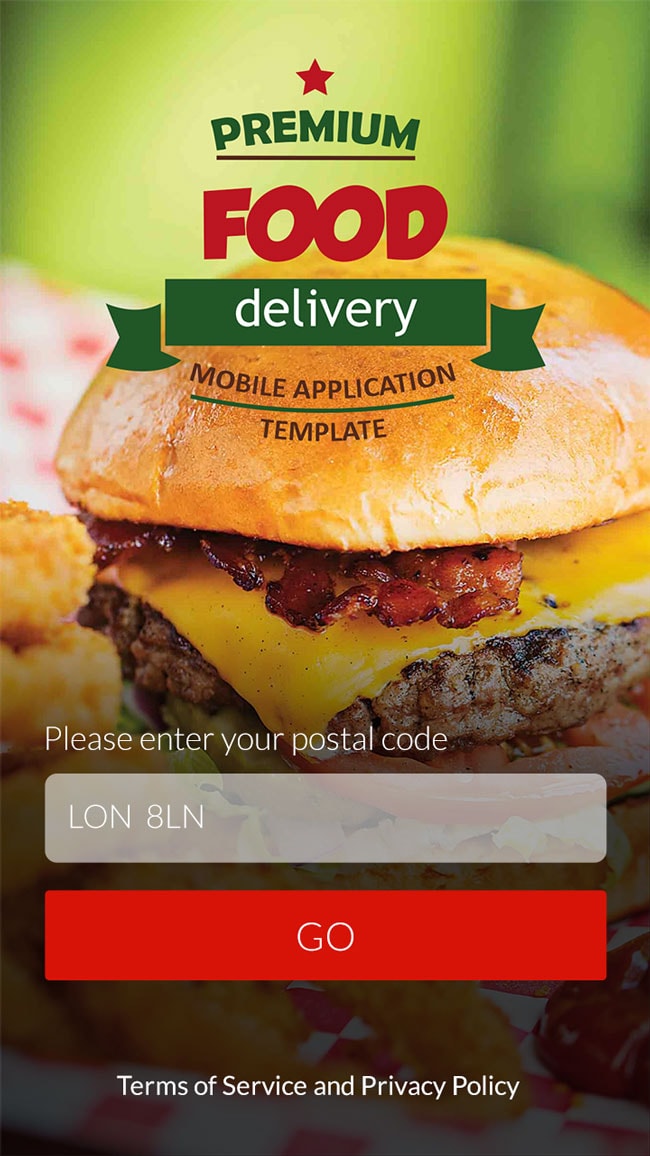 PREMIUM
FOOD
delivery
MOBILE APPLICATION
TEMPLATE
Please enter your postal code
LON 8LN
GO
Terms of Service and Privacy Policy